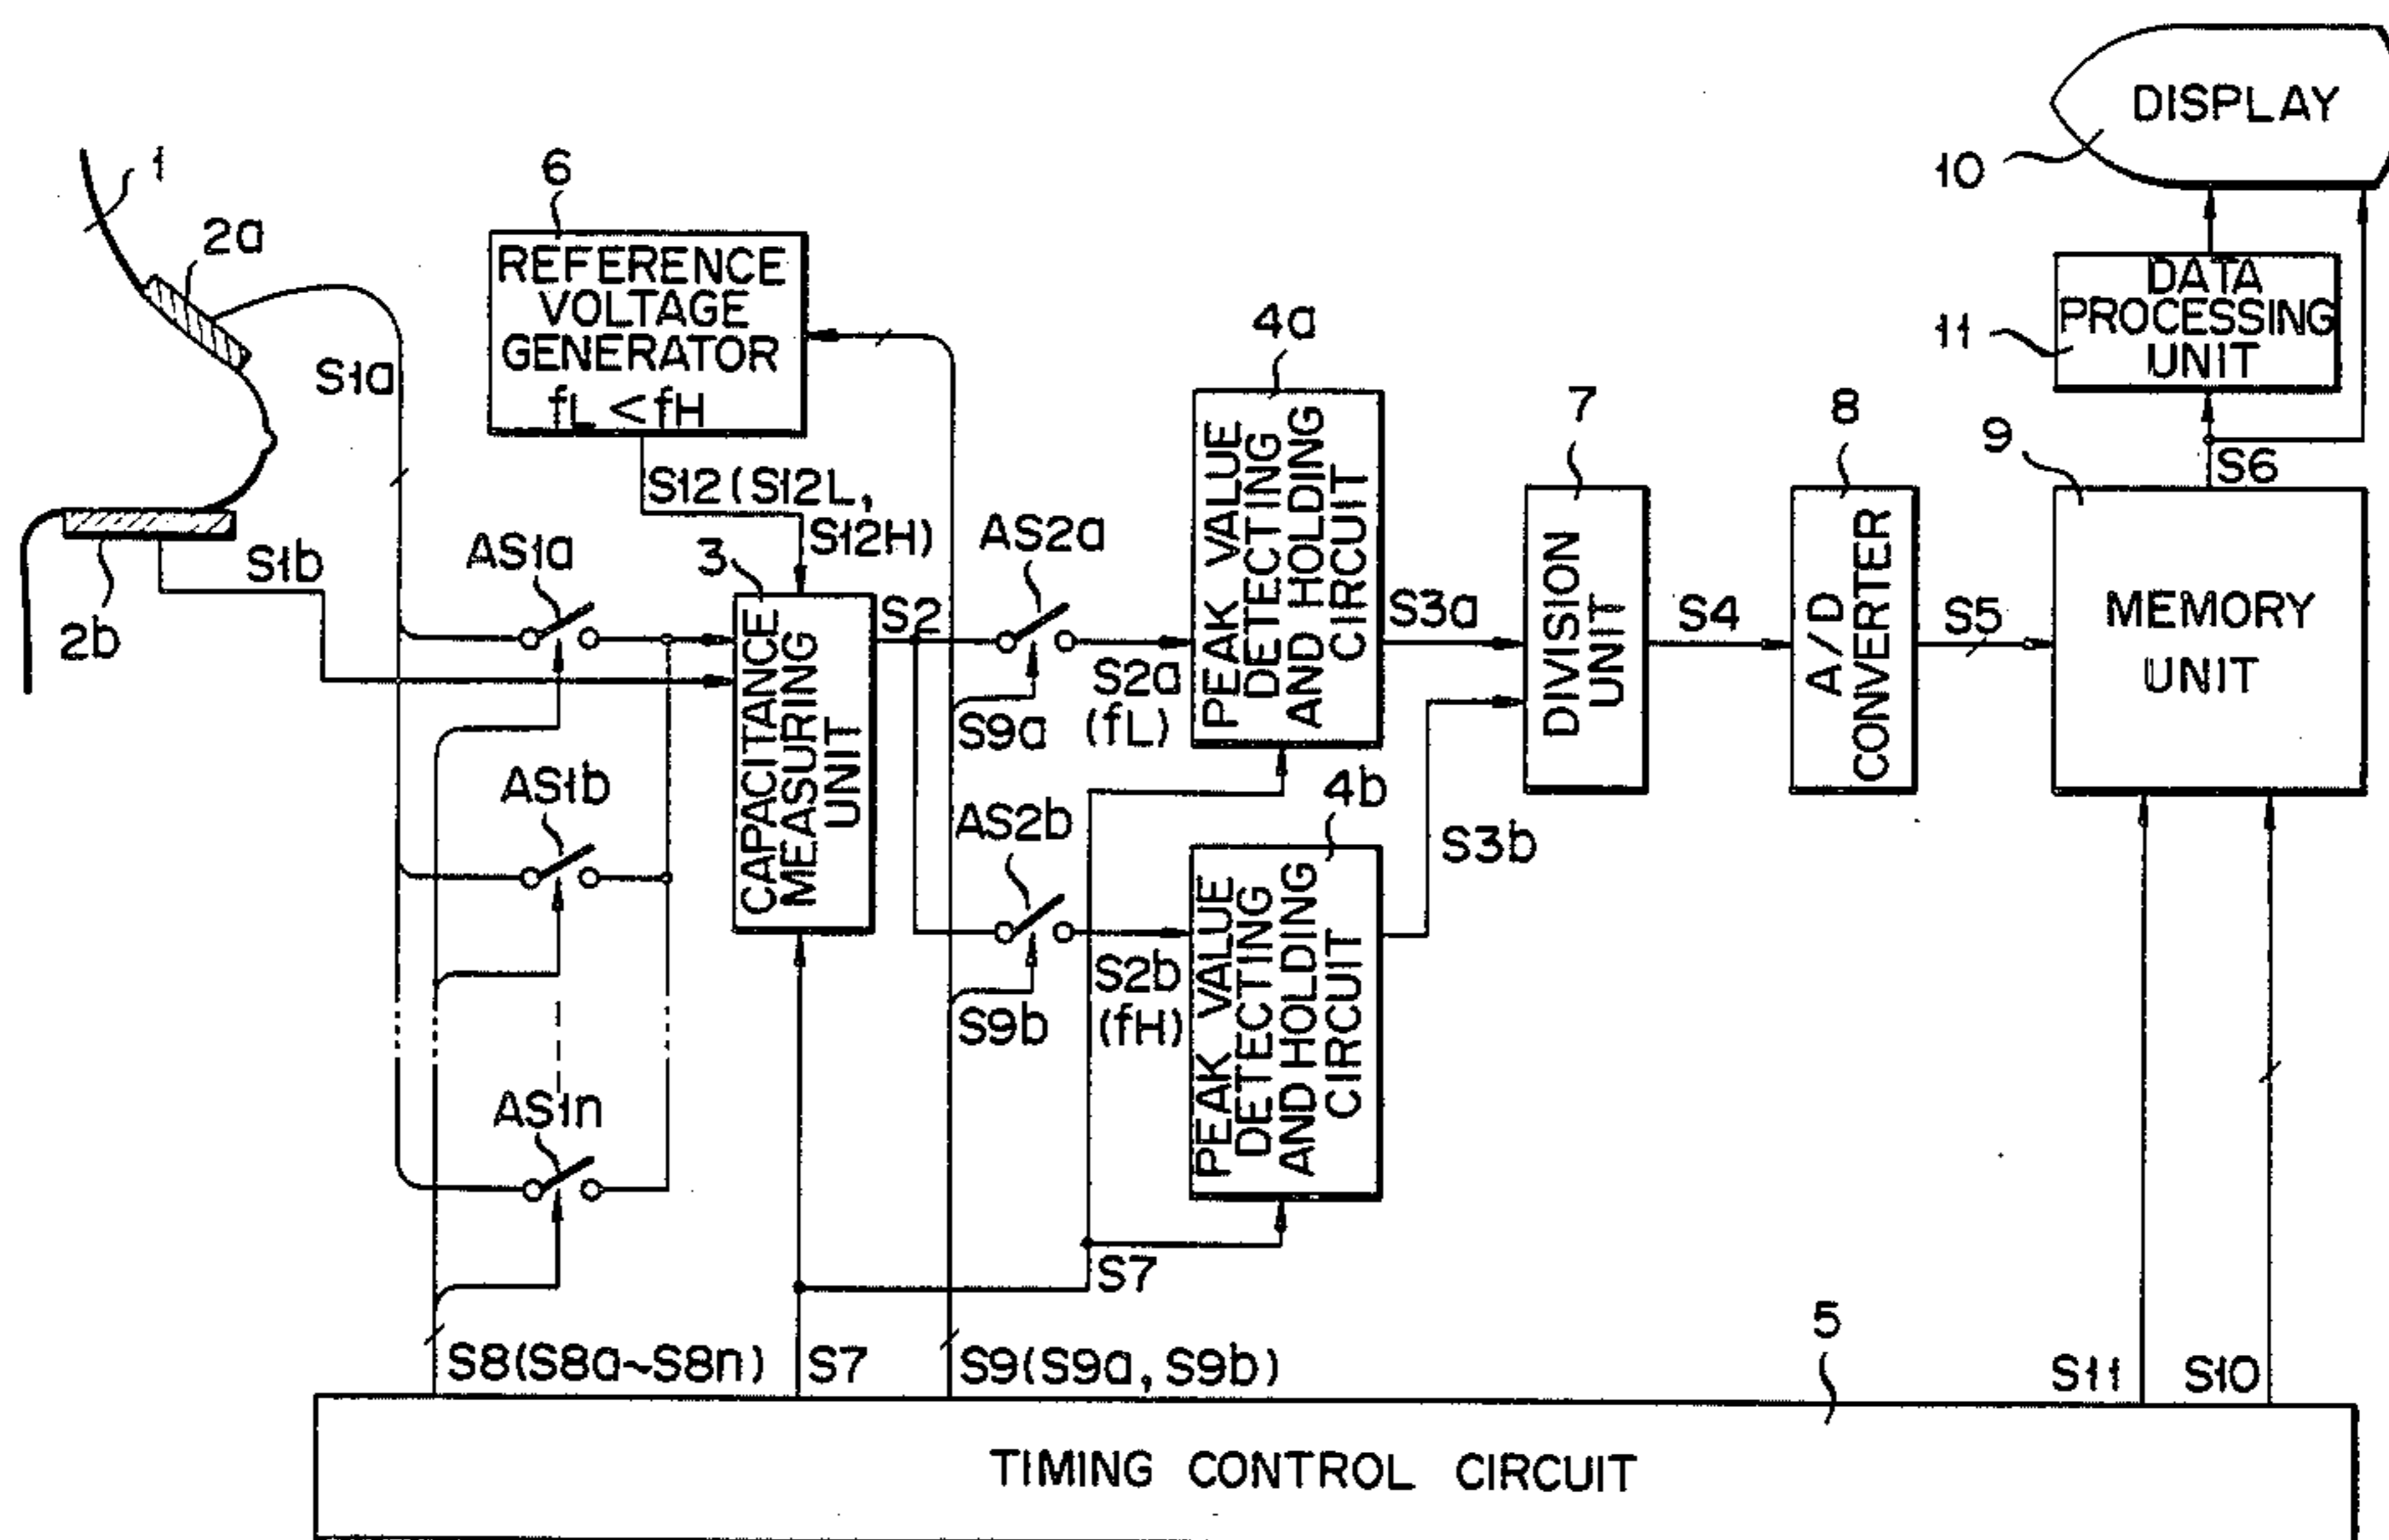 1
2a
S1a
S1b
2b
6
REFERENCE
VOLTAGE
GENERATOR
fL <fH
S12 (S12L,
S12H)
AS1a
AS1b
AS1n
3
CAPACITANCE
MEASURING
UNIT
S2
AS2a
S9a
S2a
(fL)
AS2b
S9b
S2b
(fH)
4a
PEAK VALUE
DETECTING
AND HOLDING
CIRCUIT
S3a
4b
PEAK VALUE
DETECTING
AND HOLDING
CIRCUIT
S3b
7
DIVISION
UNIT
S4
8
A/D
CONVERTER
S5
9
MEMORY
UNIT
S6
11
DATA
PROCESSING
UNIT
10
DISPLAY
S7
S8(S8a~S8n)
S7
S9(S9a, S9b)
5
S11
S10
TIMING CONTROL CIRCUIT